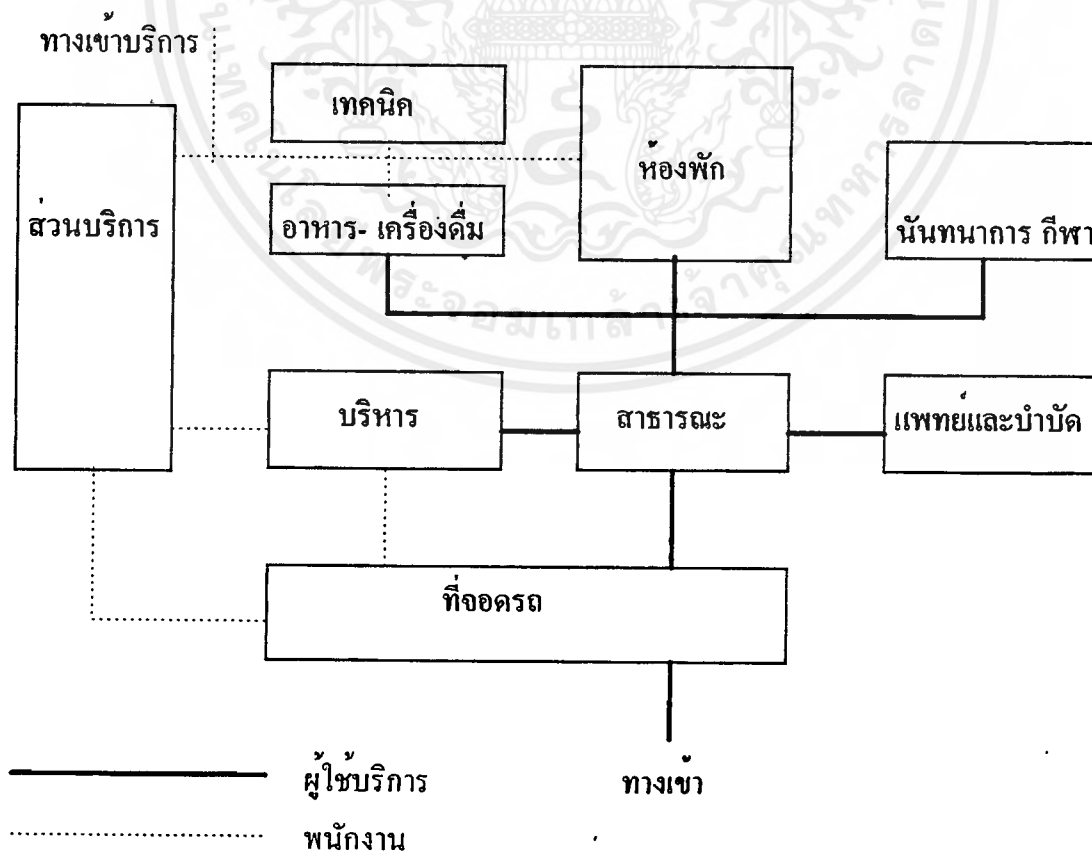 ทางเข้าบริการ
เทคนิค
ห้องพัก
ส่วนบริการ
อาหาร- เครื่องดื่ม
นันทนาการ กีฬา
บริหาร
สาธารณะ
แพทย์และบำบัด
ที่จอดรถ
ผู้ใช้บริการ
ทางเข้า
พนักงาน